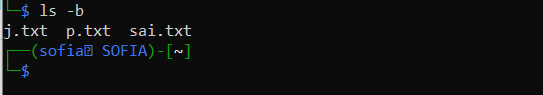 └─$ ls -b
j.txt  p.txt  sai.txt
┌──(sofia▯ SOFIA)-[~]
└─$